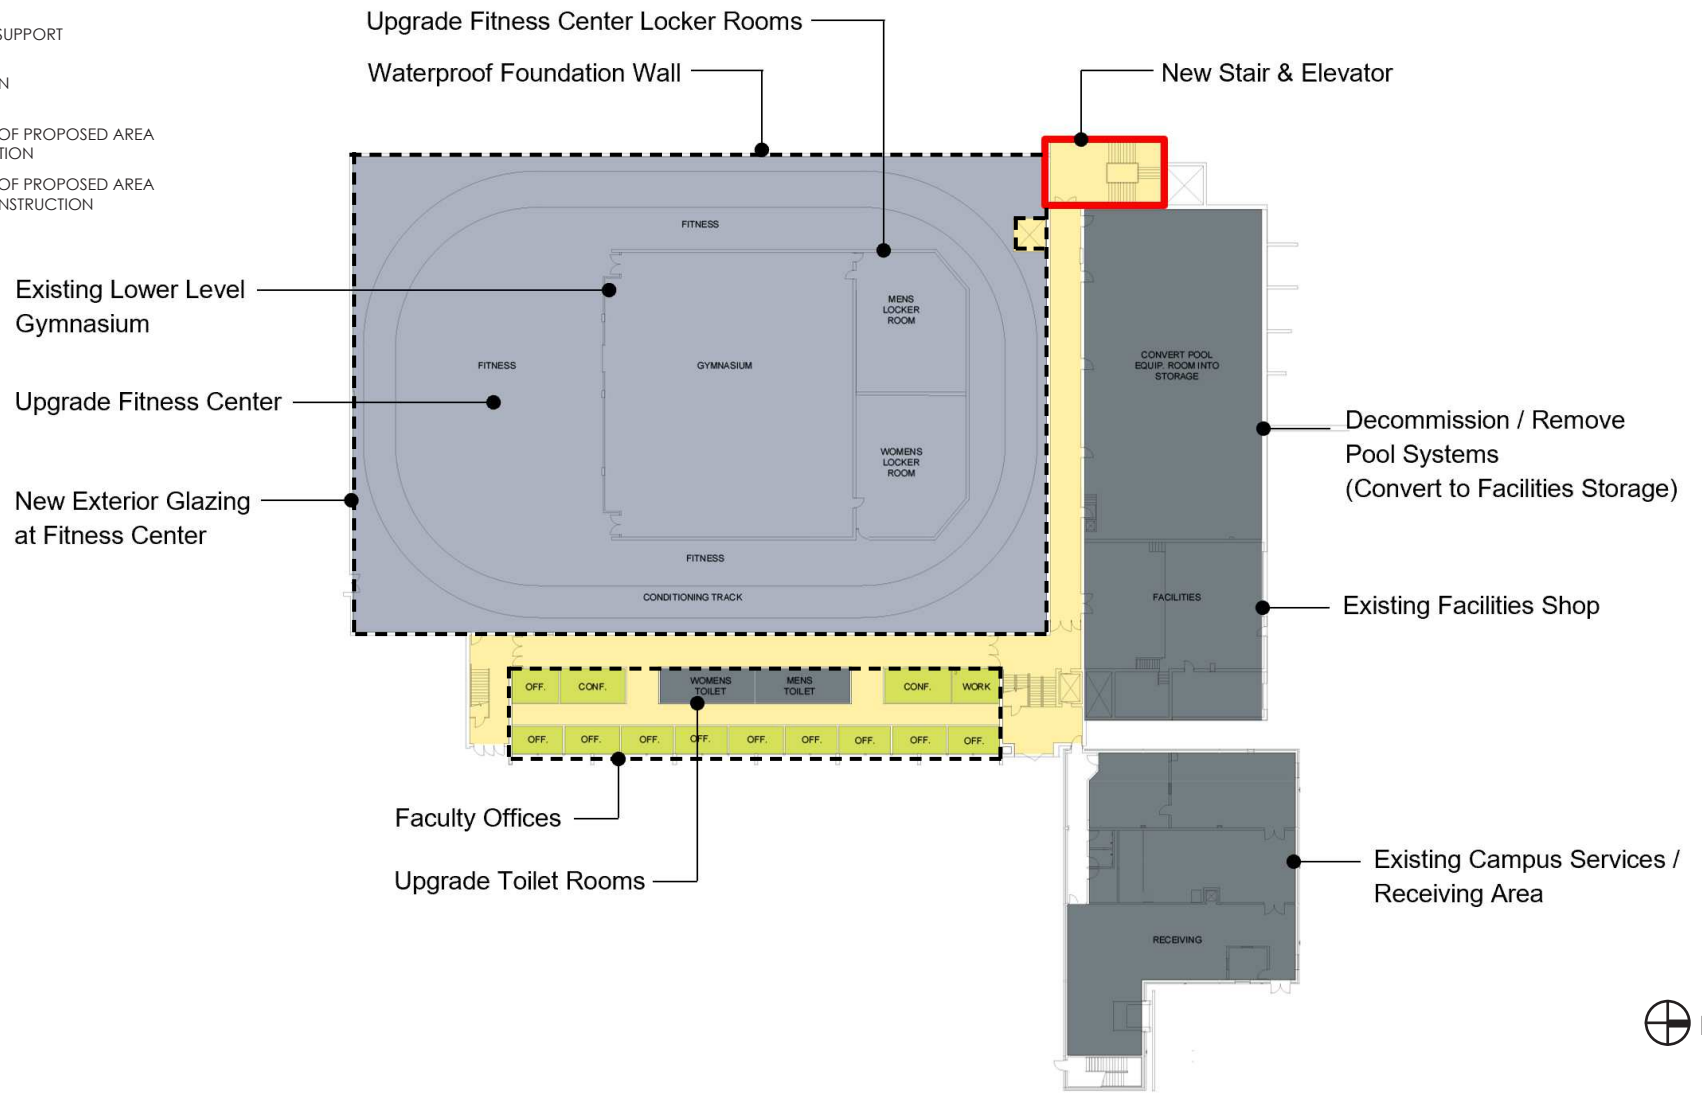 SUPPORT
N
OF PROPOSED AREA
TION
OF PROPOSED AREA
NSTRUCTION
Upgrade Fitness Center Locker Rooms
Waterproof Foundation Wall
New Stair & Elevator
Existing Lower Level
Gymnasium
Upgrade Fitness Center
New Exterior Glazing
at Fitness Center
FITNESS
MENS
LOCKER
ROOM
FITNESS
GYMNASIUM
WOMENS
LOCKER
ROOM
FITNESS
CONDITIONING TRACK
CONVERT POOL
EQUIP. ROOM INTO
STORAGE
FACILITIES
Decommission / Remove
Pool Systems
(Convert to Facilities Storage)
Existing Facilities Shop
OFF.
CONF.
WOMENS
TOILET
MENS
TOILET
CONF.
WORK
OFF.
OFF.
OFF.
OFF.
OFF.
OFF.
OFF.
OFF.
OFF.
Faculty Offices
Upgrade Toilet Rooms
Existing Campus Services /
Receiving Area
RECEIVING